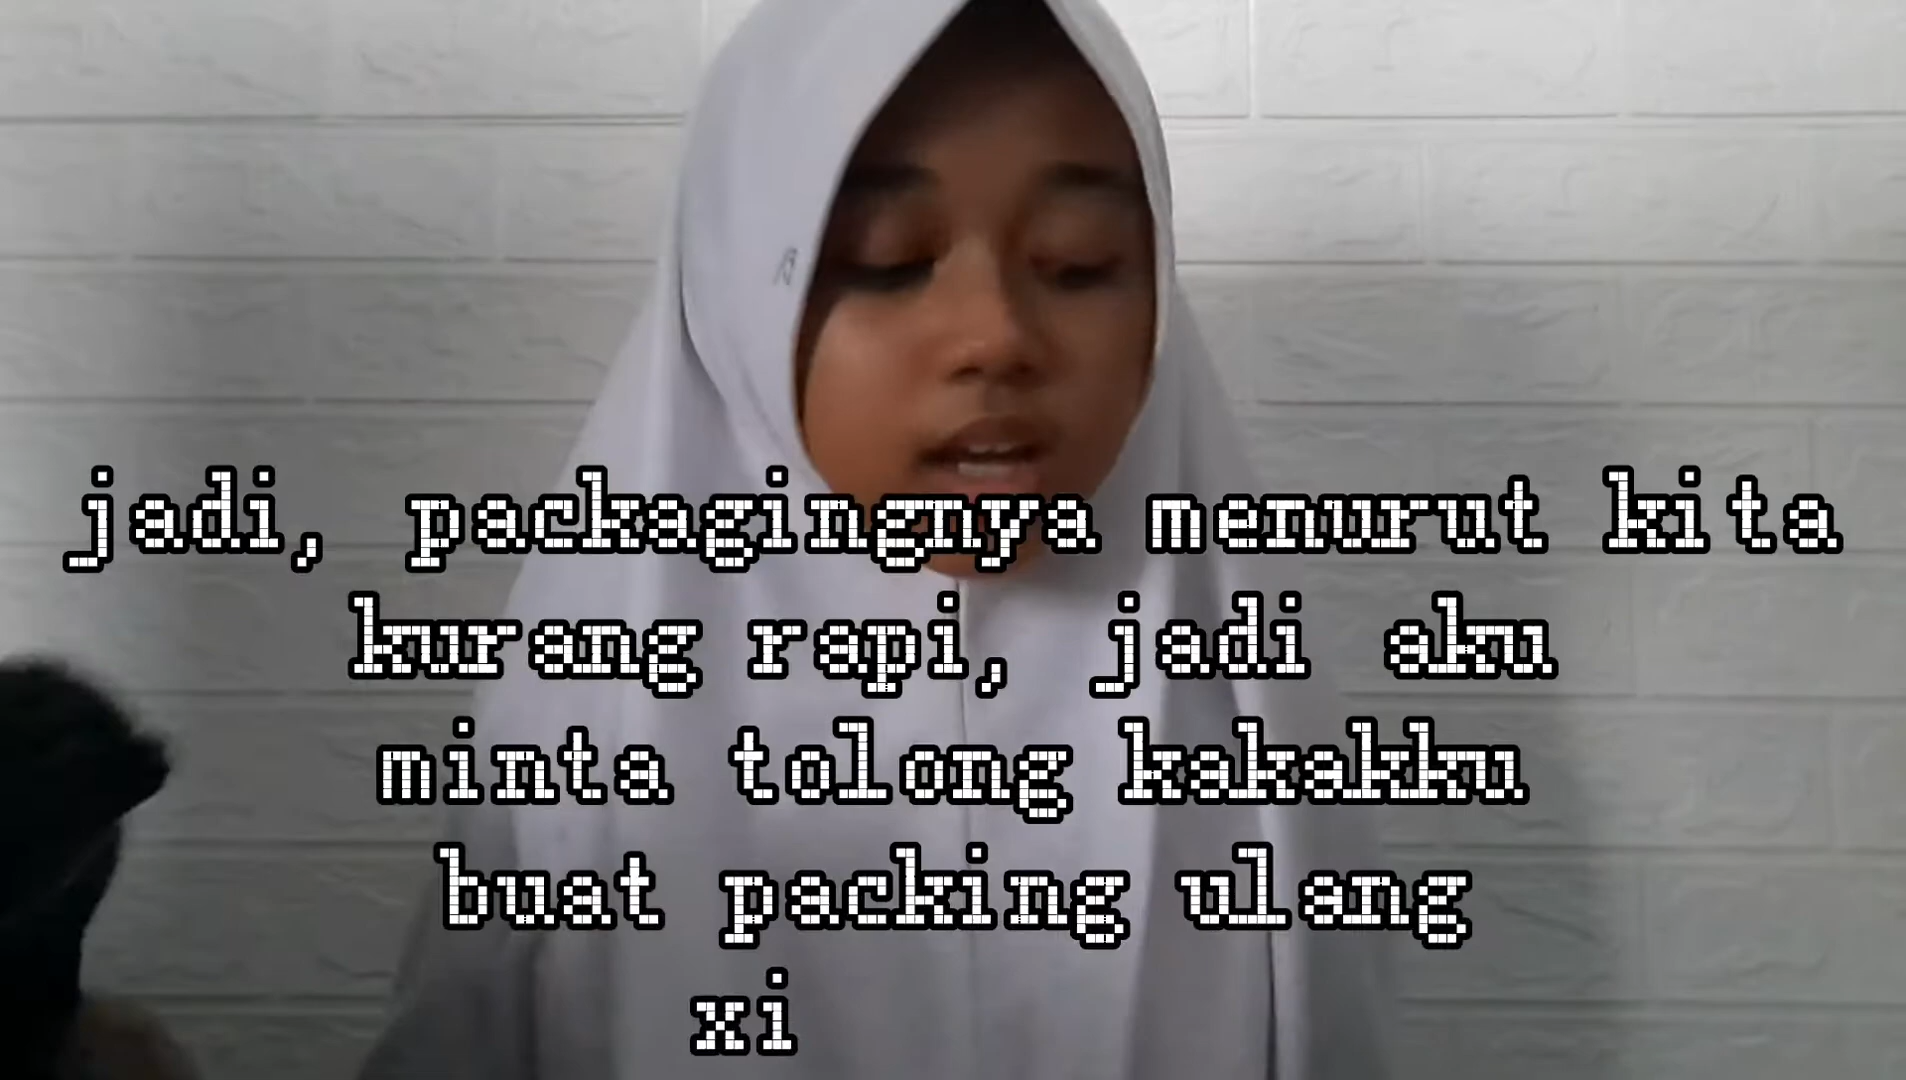 jadi, packagingnya menurut kita
kurang rapi, jadi aku
minta tolong kakakku
buat packing ulang
xi